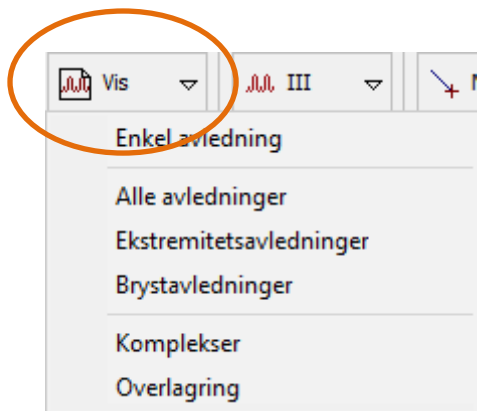 Vis III
Enkel avledning
Alle avledninger
Ekstremitetsavledninger
Brystavledninger
Komplekser
Overlagring